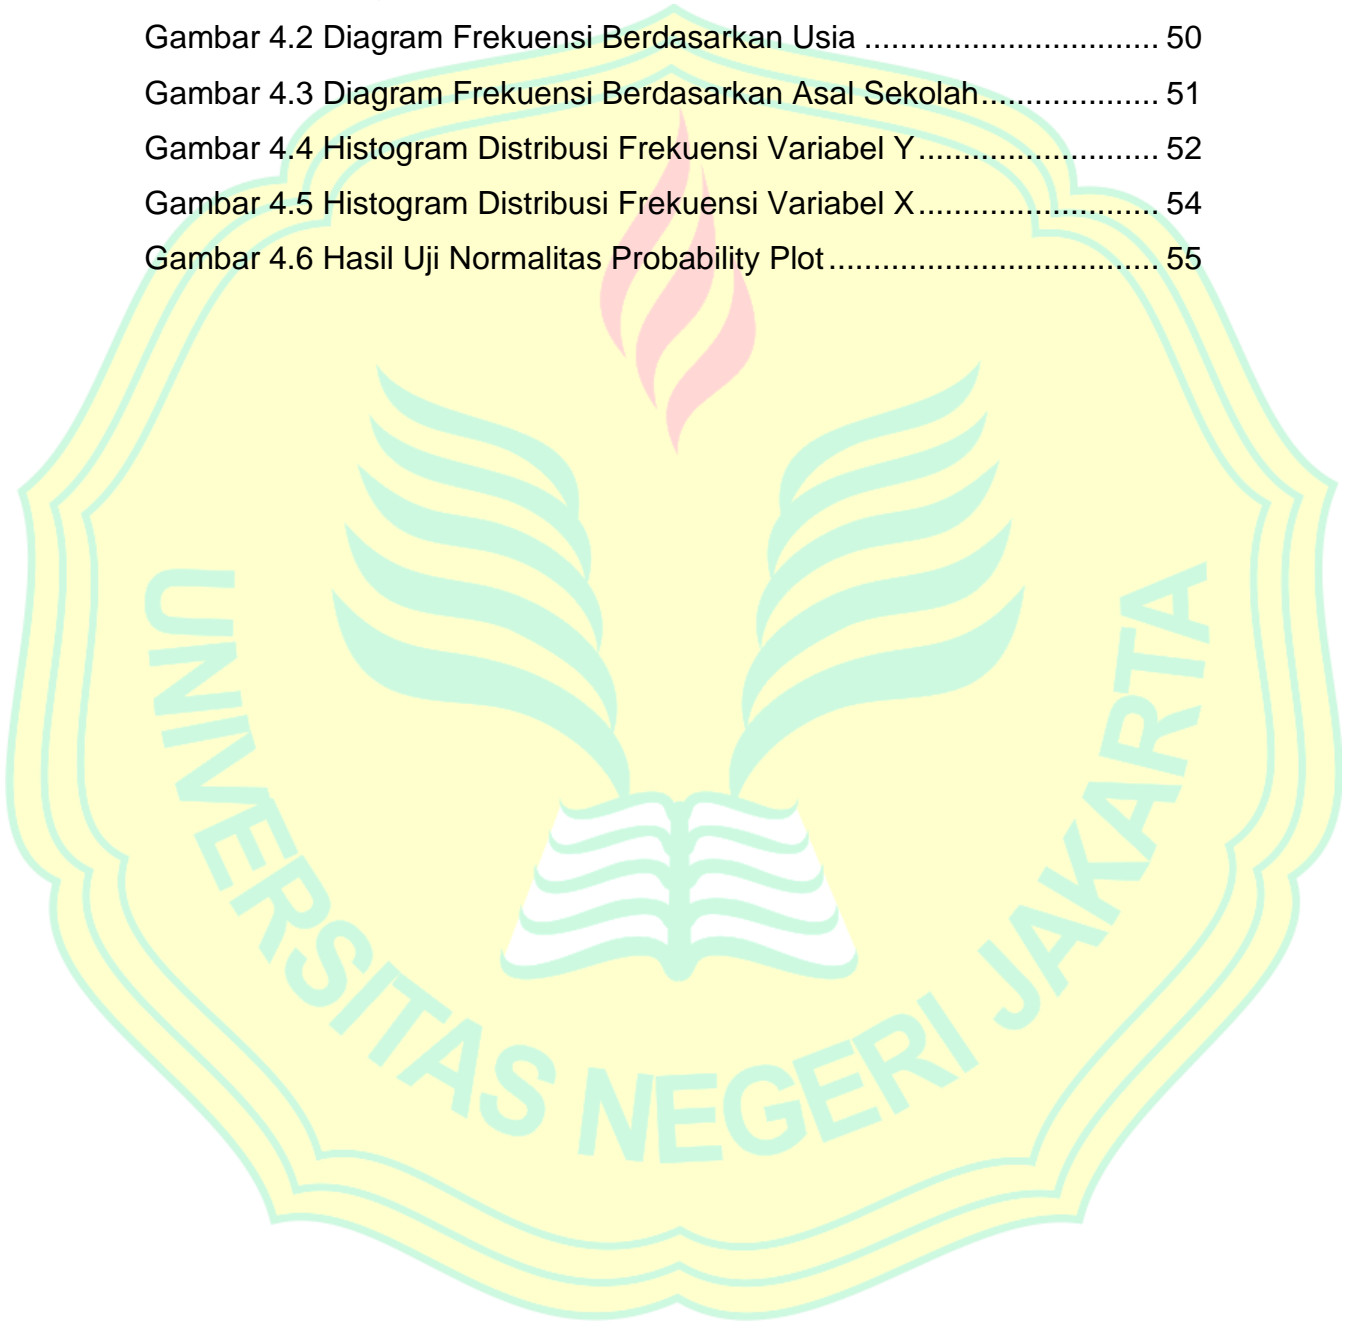 Gambar 4.2 Diagram Frekuensi Berdasarkan Usia ................................. 50
Gambar 4.3 Diagram Frekuensi Berdasarkan Asal Sekolah.................... 51
Gambar 4.4 Histogram Distribusi Frekuensi Variabel Y........................... 52
Gambar 4.5 Histogram Distribusi Frekuensi Variabel X........................... 54
Gambar 4.6 Hasil Uji Normalitas Probability Plot..................................... 55
UNIVERSITAS NEGERI JAKARTA